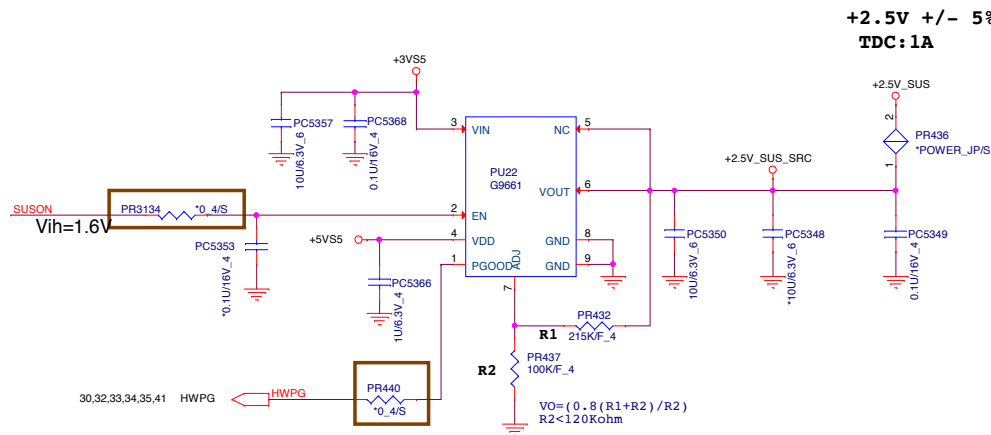 +2.5V +/- 5%
TDC:1A
+3VS5
+2.5V_SUS
PC5357
10U/6.3V_6
PC5368
0.1U/16V_4
3
VIN
NC
5
2
PR436
*POWER_JP/S
1
PU22
G9661
+2.5V_SUS_SRC
VOUT
6
SUSON
PR3134
*0_4/S
2
EN
Vih=1.6V
PC5353
*0.1U/16V_4
+5VS5
4
VDD
GND
8
PC5350
10U/6.3V_6
PC5348
*10U/6.3V_6
PC5349
0.1U/16V_4
1
PGOOD
ADJ
GND
9
PC5366
1U/6.3V_4
7
R1
PR432
215K/F_4
R2
PR437
100K/F_4
30,32,33,34,35,41 HWPG
HWPG
PR440
*0_4/S
VO=(0.8(R1+R2)/R2)
R2<120Kohm